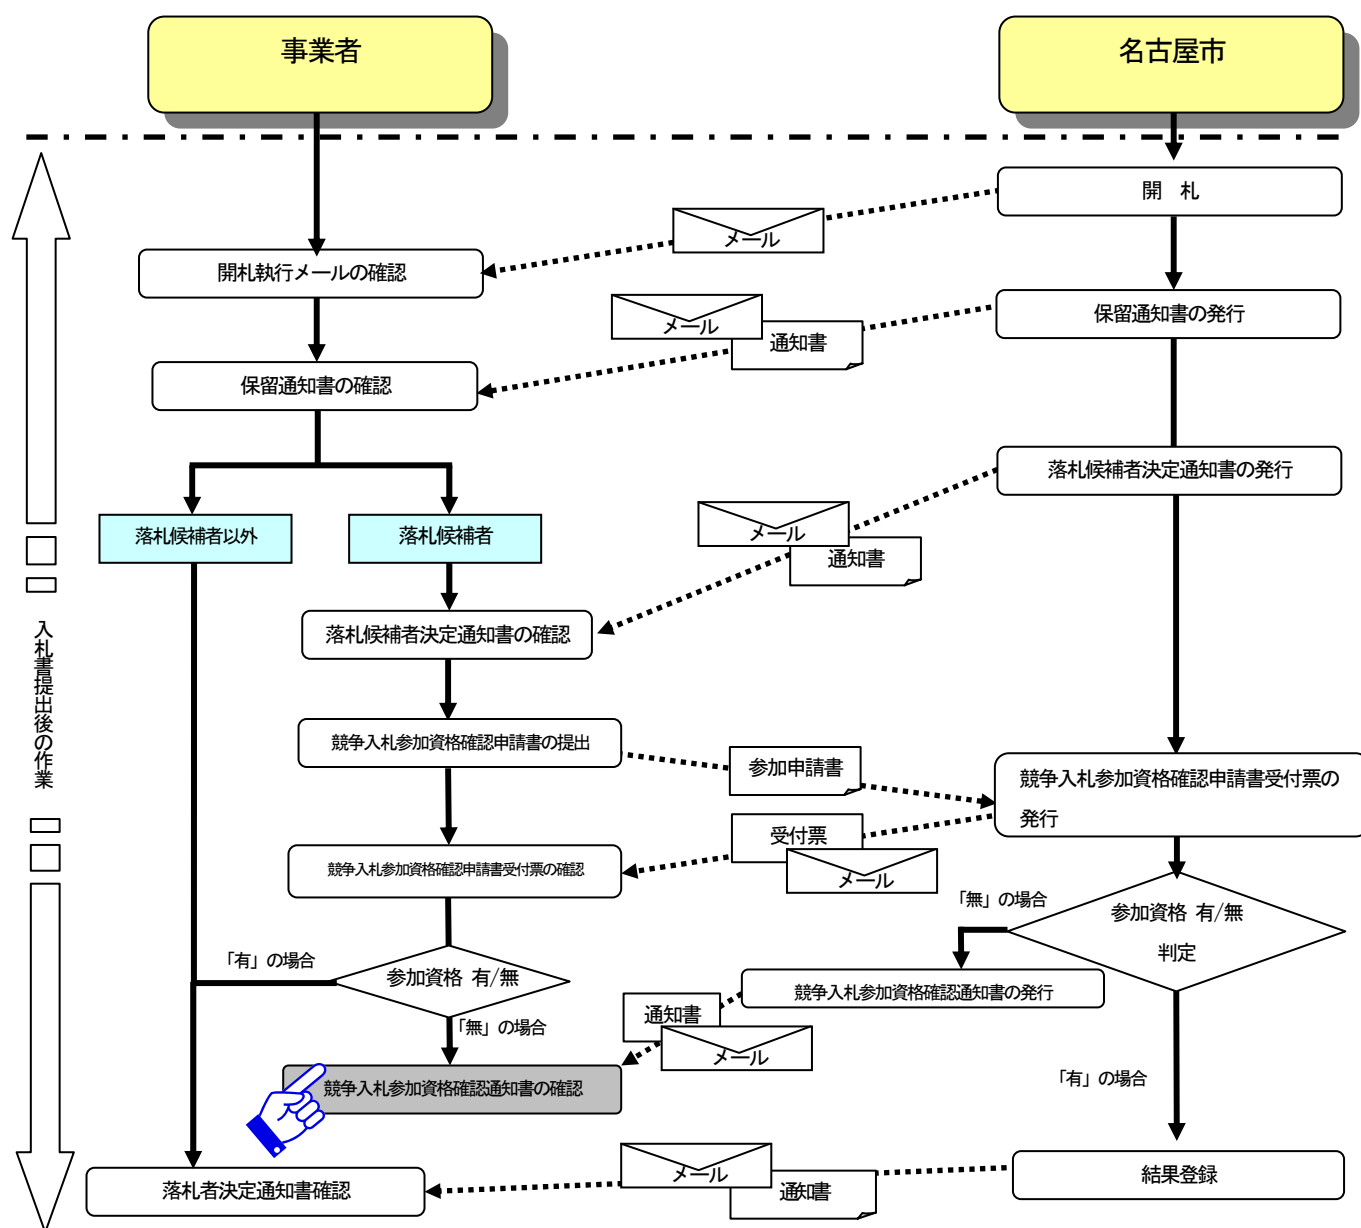 事業者
名古屋市
開　札
メール
開札執行メールの確認
保留通知書の発行
メール
通知書
保留通知書の確認
落札候補者決定通知書の発行
落札候補者以外
落札候補者
メール
通知書
落札候補者決定通知書の確認
入札書提出後の作業
競争入札参加資格確認申請書の提出
参加申請書
競争入札参加資格確認申請書受付票の
発行
受付票
メール
競争入札参加資格確認申請書受付票の確認
「無」の場合
参加資格 有/無
判定
「有」の場合
参加資格 有/無
競争入札参加資格確認通知書の発行
通知書
メール
「無」の場合
競争入札参加資格確認通知書の確認
「有」の場合
メール
通知書
結果登録
落札者決定通知書確認